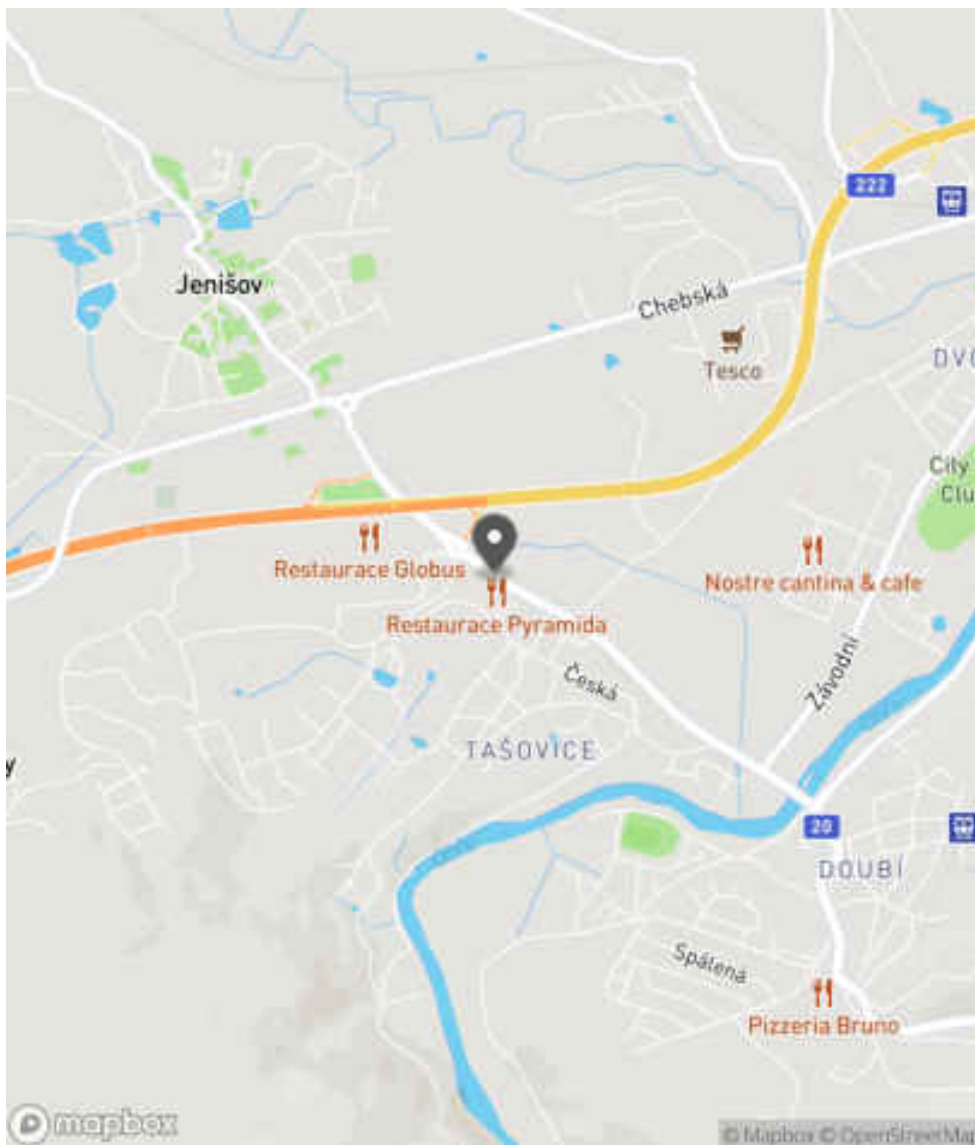 222
Jenišov
Chebská
Tesco
DVO
City
Clu
Restaurace Globus
Nostre cantina & cafe
Restaurace Pyramida
Česká
Závodní
TAŠOVICE
y
20
DOUBÍ
Spálená
Pizzeria Bruno
mapbox
© Mapbox © OpenStreetMa